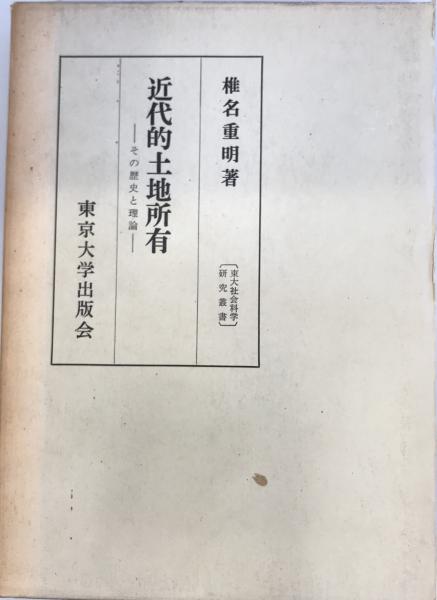 椎名重明著
〔東大社会科学
研究叢書〕
近代的土地所有
──その歴史と理論──
東京大学出版会